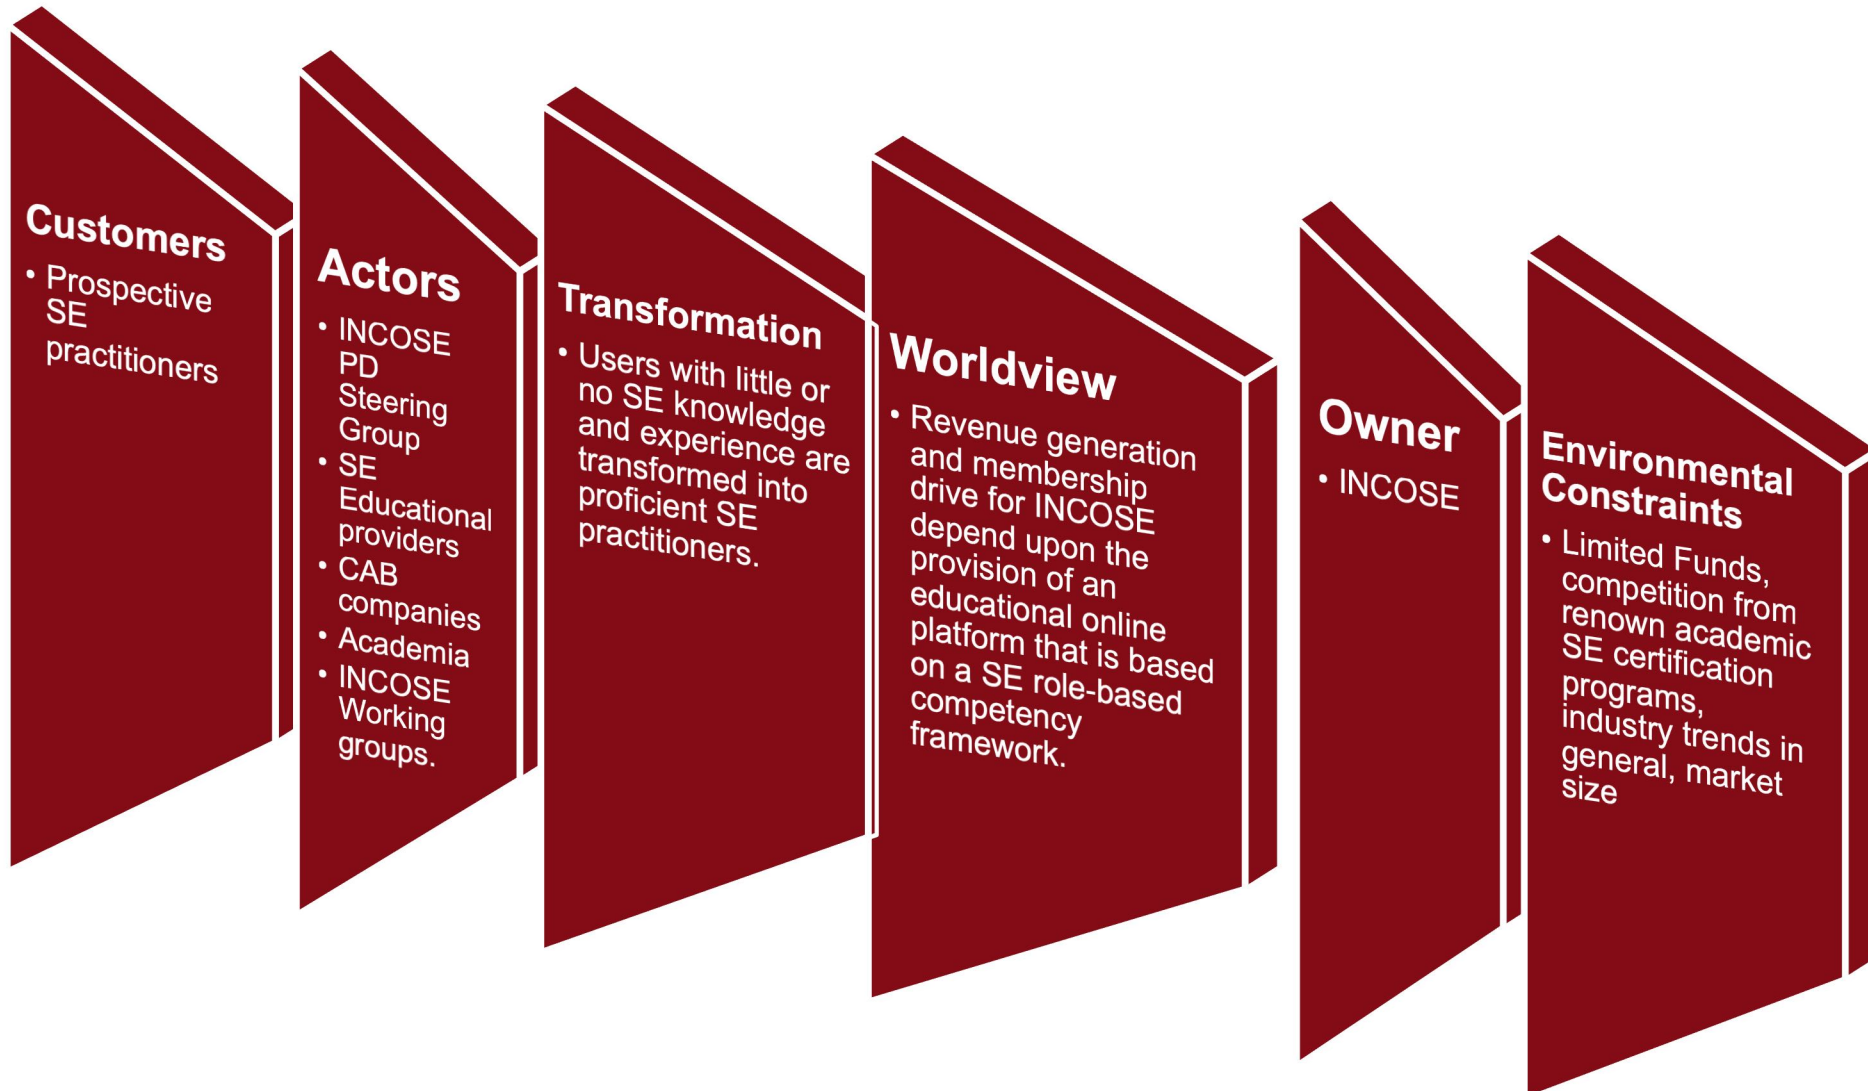 Customers
• Prospective
SE
practitioners
Actors
• INCOSE
PD
Steering
Group
• SE
Educational
providers
• CAB
companies
• Academia
• INCOSE
Working
groups.
Transformation
• Users with little or
no SE knowledge
and experience are
transformed into
proficient SE
practitioners.
Worldview
• Revenue generation
and membership
drive for INCOSE
depend upon the
provision of an
educational online
platform that is based
on a SE role-based
competency
framework.
Owner
• INCOSE
Environmental
Constraints
• Limited Funds,
competition from
renown academic
SE certification
programs,
industry trends in
general, market
size